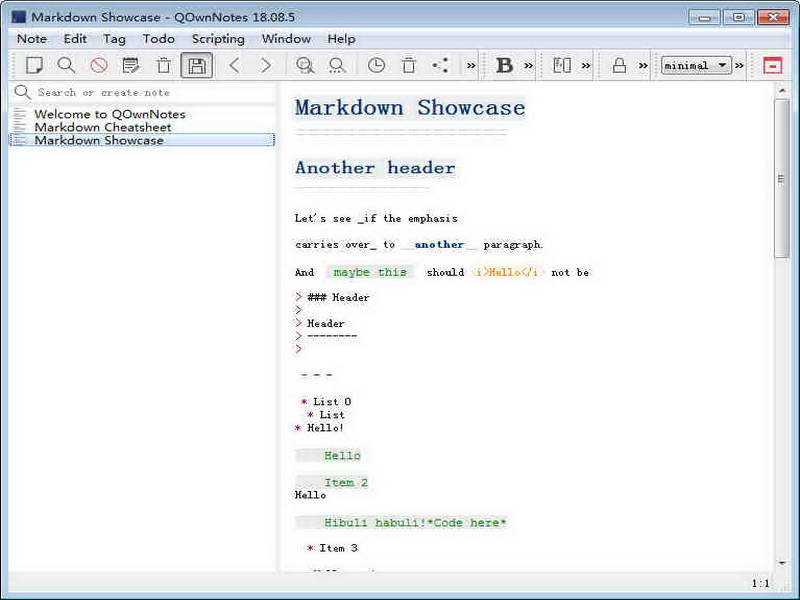 Markdown Showcase - QOwnNotes 18.08.5
Note Edit Tag Todo Scripting Window Help
B minimal
Search or create note
Welcome to QOwnNotes
Markdown Cheatsheet
Markdown Showcase
Markdown Showcase
=====================
Another header
----------------
Let's see _if the emphasis
carries over_ to __another__ paragraph.
And maybe this should <i>Hello</i> not be
> ### Header
>
> Header
> --------
>
- - -
* List 0
* List
* Hello!
Hello
Item 2
Hello
Hibuli habuli!*Code here*
* Item 3
1:1